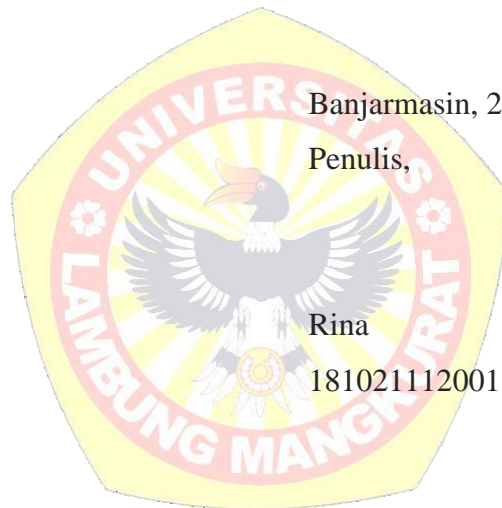 Banjarmasin, 2
Penulis,
UNIVERSITAS
Rina
181021112001
LAMBUNG MANGKURAT